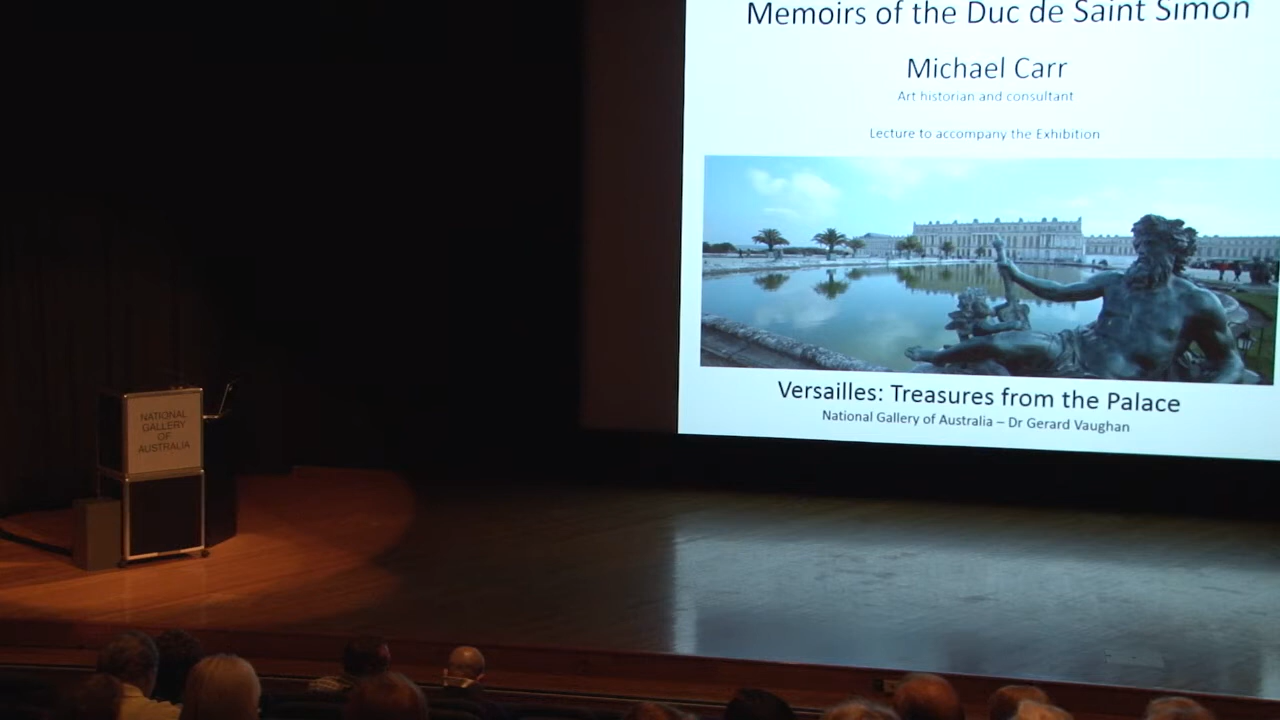 Memoirs of the Duc de Saint Simon
Michael Carr
Art historian and consultant
Lecture to accompany the Exhibition
Versailles: Treasures from the Palace
National Gallery of Australia – Dr Gerard Vaughan
NATIONAL
GALLERY
OF
AUSTRALIA